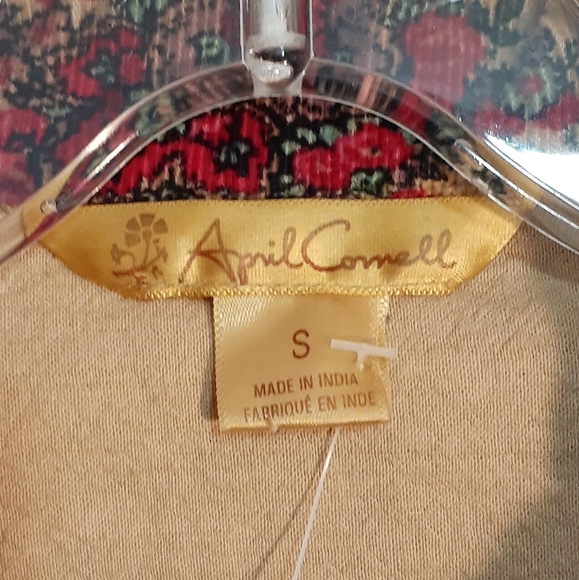 April Cornell
S
MADE IN INDIA
FABRIQUÉ EN INDE